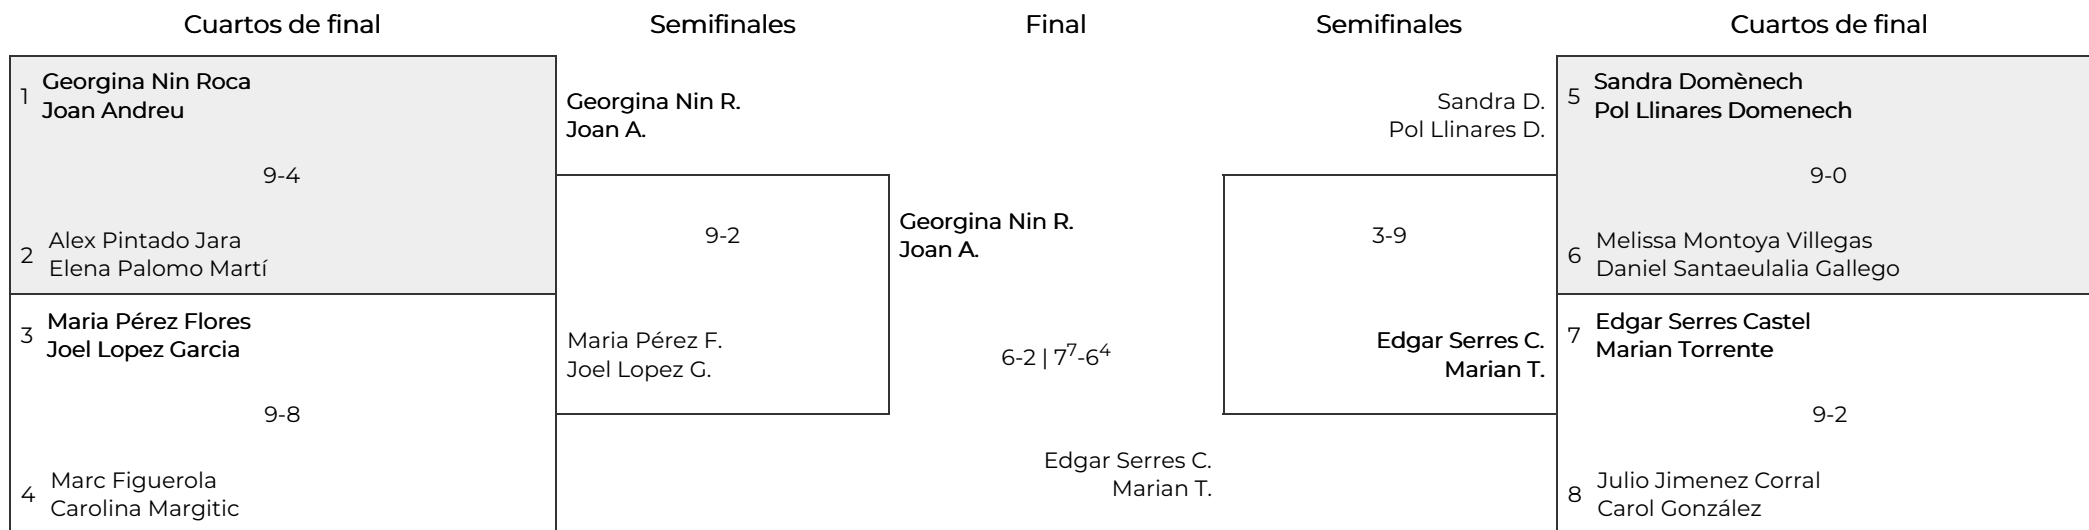 Cuartos de final
Semifinales
Final
Semifinales
Cuartos de final
1
Georgina Nin Roca
Joan Andreu
9-4
2
Alex Pintado Jara
Elena Palomo Martí
3
Maria Pérez Flores
Joel Lopez Garcia
9-8
4
Marc Figuerola
Carolina Margitic
Georgina Nin R.
Joan A.
9-2
Maria Pérez F.
Joel Lopez G.
Georgina Nin R.
Joan A.
6-2 | 7⁷-6⁴
Edgar Serres C.
Marian T.
Sandra D.
Pol Llinares D.
3-9
Edgar Serres C.
Marian T.
5
Sandra Domènech
Pol Llinares Domenech
9-0
6
Melissa Montoya Villegas
Daniel Santaeulalia Gallego
7
Edgar Serres Castel
Marian Torrente
9-2
8
Julio Jimenez Corral
Carol González